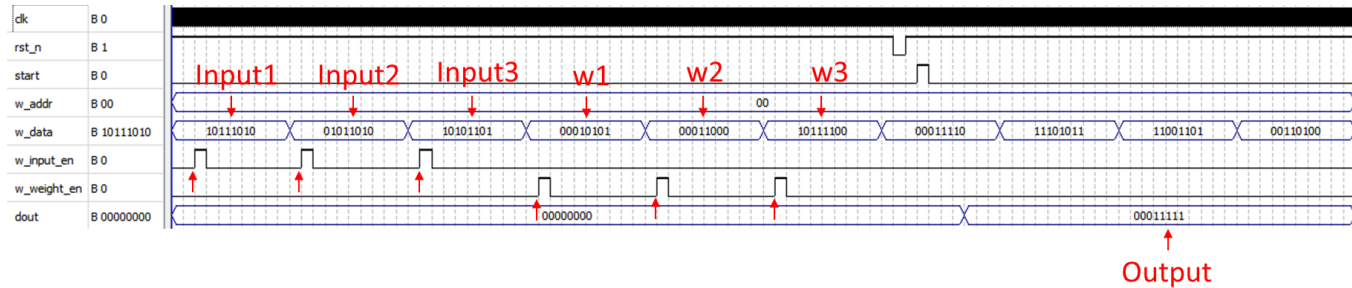 clk B 0
rst_n B 1
start B 0
Input1 Input2 Input3 w1 w2 w3
w_addr B 00 00
w_data B 10111010 10111010 01011010 10101101 00010101 00011000 10111100 00011110 11101011 11001101 00110100
w_input_en B 0
w_weight_en B 0
dout B 00000000 00000000 00011111
Output